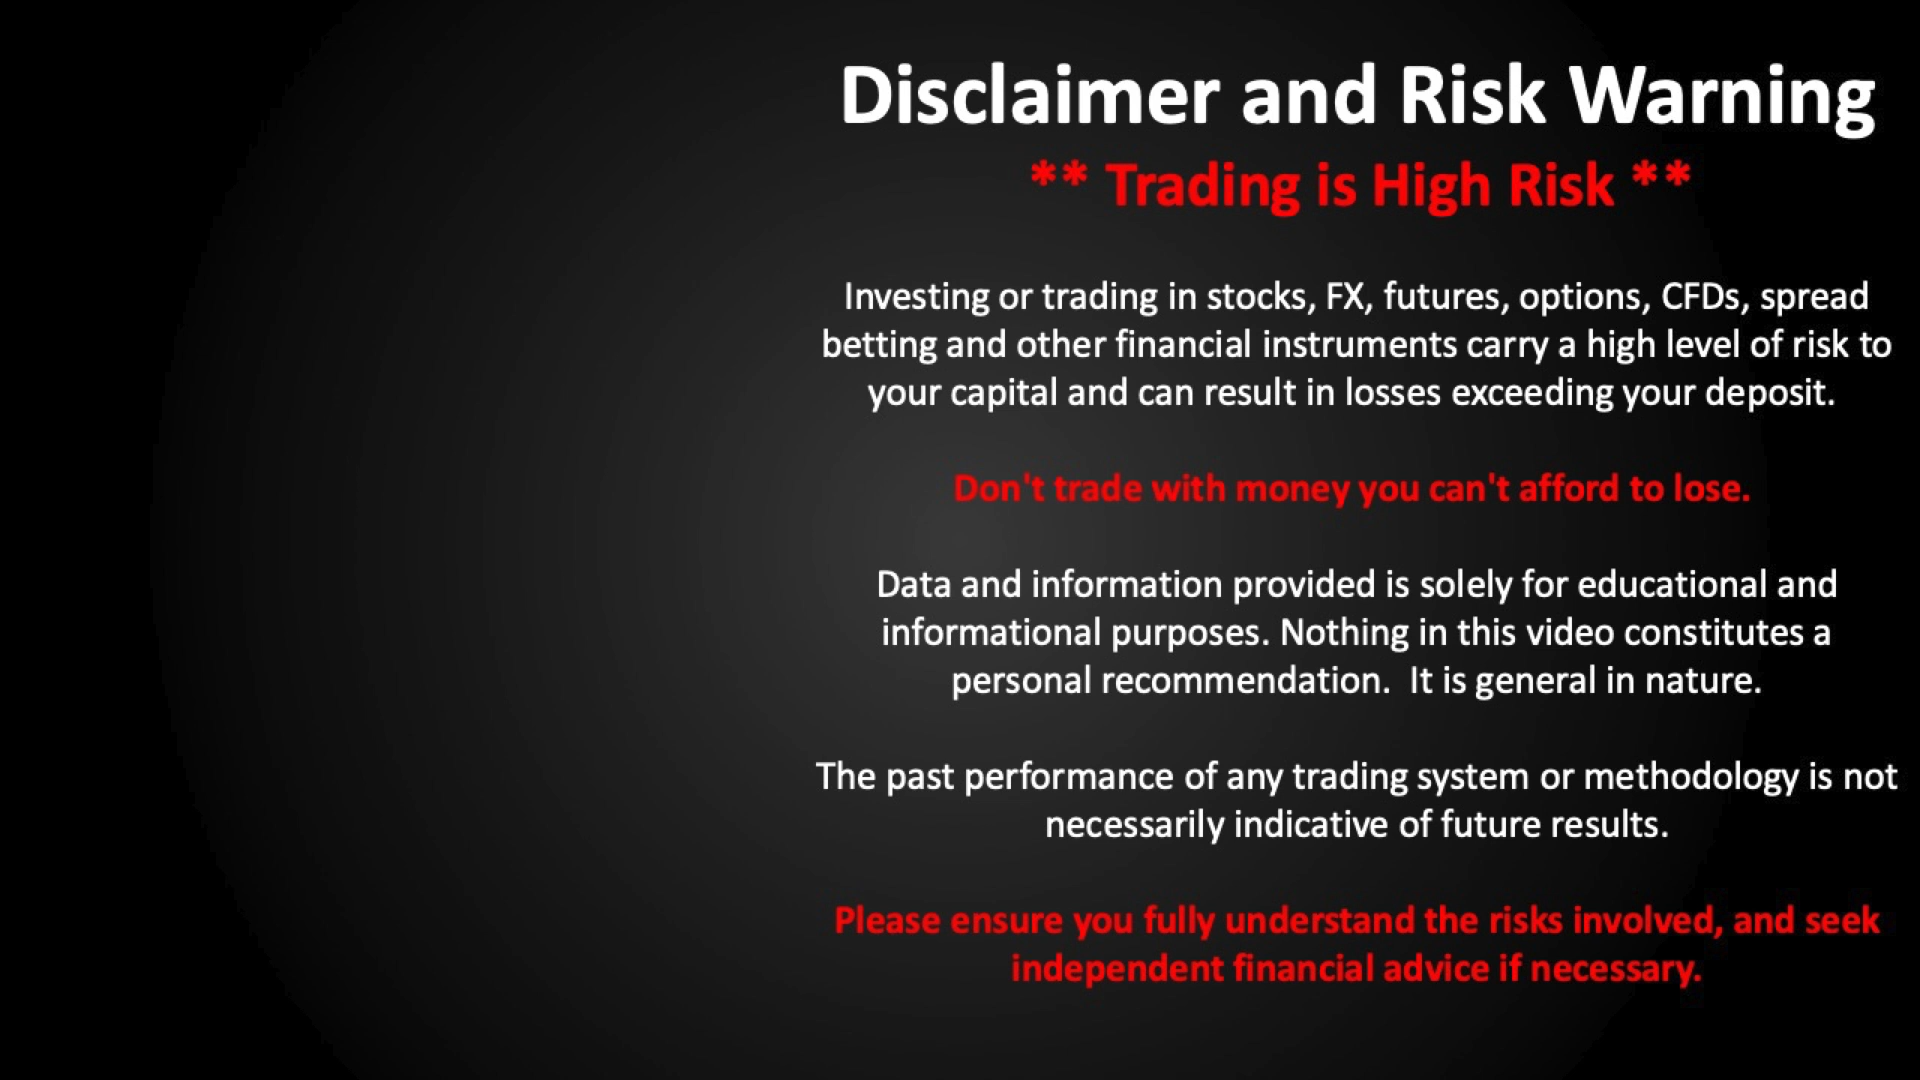 Disclaimer and Risk Warning
** Trading is High Risk **
Investing or trading in stocks, FX, futures, options, CFDs, spread
betting and other financial instruments carry a high level of risk to
your capital and can result in losses exceeding your deposit.
Don't trade with money you can't afford to lose.
Data and information provided is solely for educational and
informational purposes. Nothing in this video constitutes a
personal recommendation.  It is general in nature.
The past performance of any trading system or methodology is not
necessarily indicative of future results.
Please ensure you fully understand the risks involved, and seek
independent financial advice if necessary.